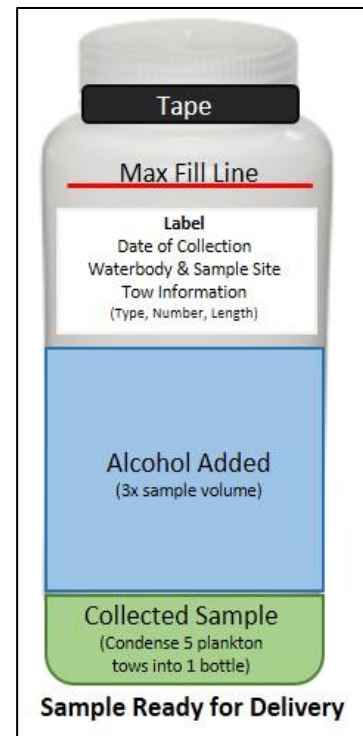 Tape
Max Fill Line
Label
Date of Collection
Waterbody & Sample Site
Tow Information
(Type, Number, Length)
Alcohol Added
(3x sample volume)
Collected Sample
(Condense 5 plankton
tows into 1 bottle)
Sample Ready for Delivery